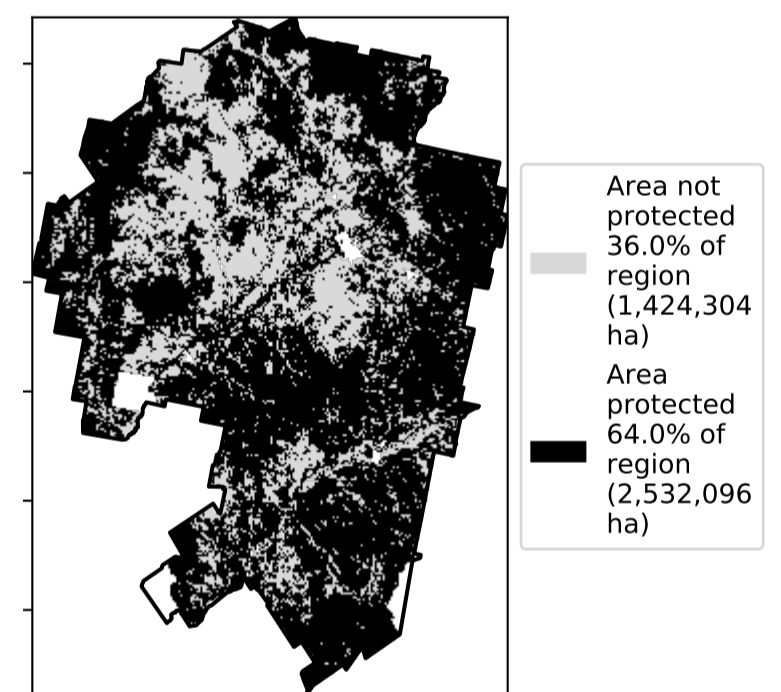 Area not
protected
36.0% of
region
(1,424,304
ha)
Area
protected
64.0% of
region
(2,532,096
ha)